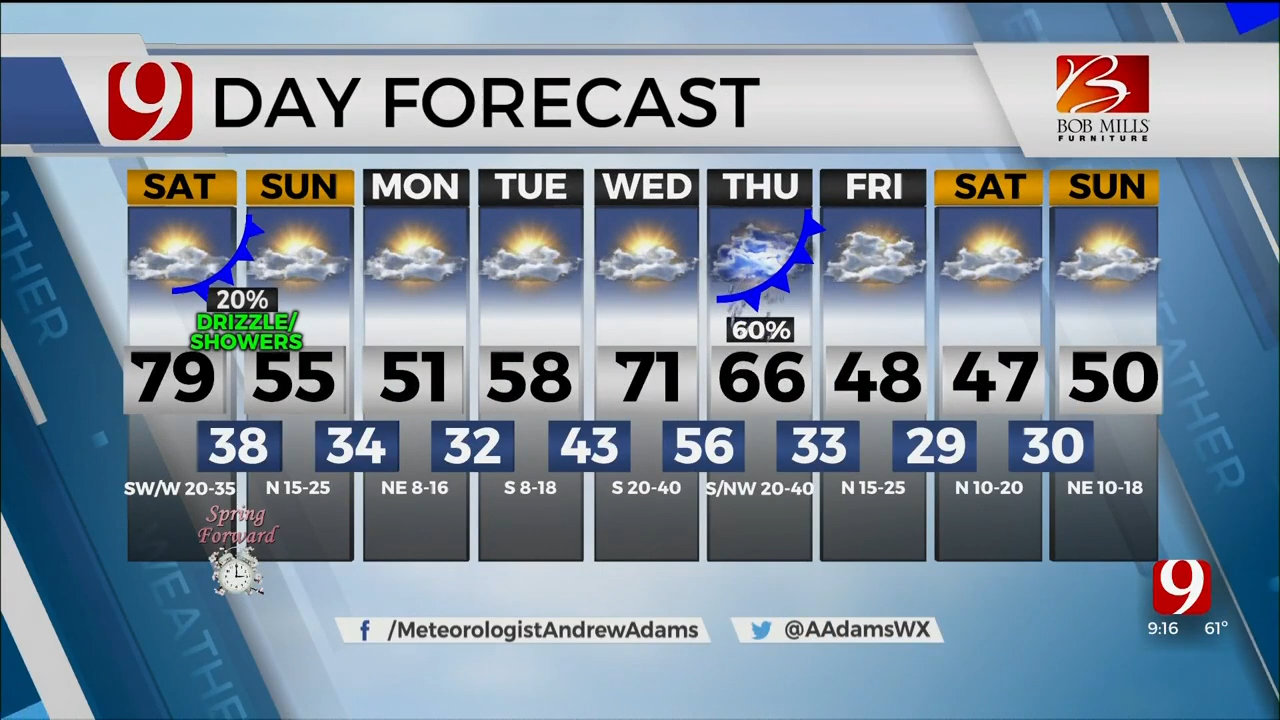 9 DAY FORECAST
B
BOB MILLS
FURNITURE
SAT SUN MON TUE WED THU FRI SAT SUN
20%
DRIZZLE/
SHOWERS
60%
79 55 51 58 71 66 48 47 50
38 34 32 43 56 33 29 30
SW/W 20-35 N 15-25 NE 8-16 S 8-18 S 20-40 S/NW 20-40 N 15-25 N 10-20 NE 10-18
Spring
Forward
f /MeteorologistAndrewAdams @AAdamsWX
9
9:16 61°
WEATHER
WEATHER
WEATHER